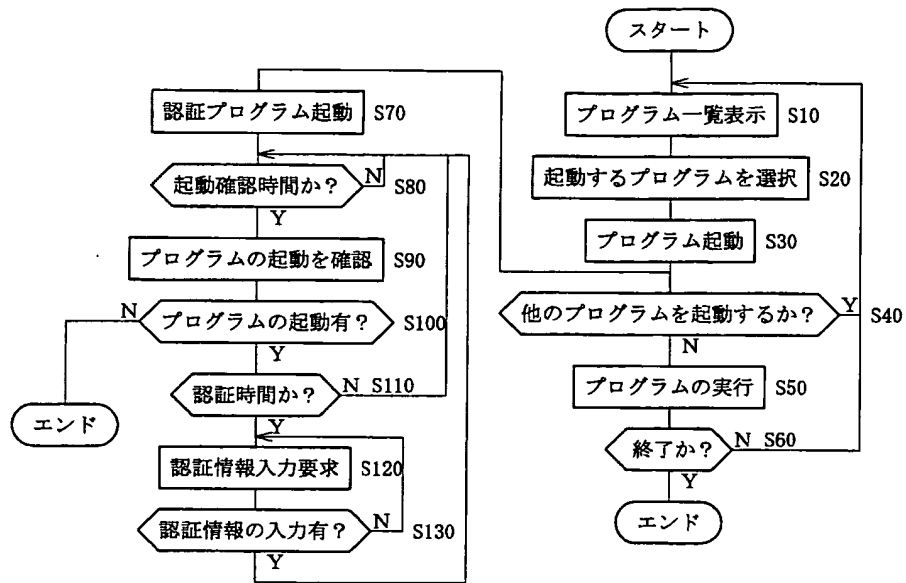 スタート
プログラム一覧表示 S10
起動するプログラムを選択 S20
プログラム起動 S30
他のプログラムを起動するか? Y S40
N
プログラムの実行 S50
終了か? N S60
Y
エンド
認証プログラム起動 S70
起動確認時間か? N S80
Y
プログラムの起動を確認 S90
N プログラムの起動有? S100
Y
認証時間か? N S110
Y
エンド
認証情報入力要求 S120
認証情報の入力有? N S130
Y